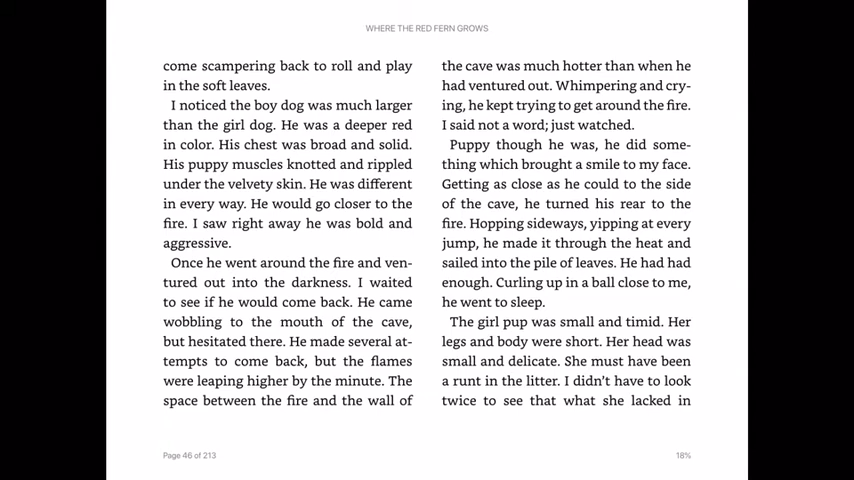 WHERE THE RED FERN GROWS
come scampering back to roll and play
in the soft leaves.
I noticed the boy dog was much larger
than the girl dog. He was a deeper red
in color. His chest was broad and solid.
His puppy muscles knotted and rippled
under the velvety skin. He was different
in every way. He would go closer to the
fire. I saw right away he was bold and
aggressive.
Once he went around the fire and ven-
tured out into the darkness. I waited
to see if he would come back. He came
wobbling to the mouth of the cave,
but hesitated there. He made several at-
tempts to come back, but the flames
were leaping higher by the minute. The
space between the fire and the wall of
the cave was much hotter than when he
had ventured out. Whimpering and cry-
ing, he kept trying to get around the fire.
I said not a word; just watched.
Puppy though he was, he did some-
thing which brought a smile to my face.
Getting as close as he could to the side
of the cave, he turned his rear to the
fire. Hopping sideways, yipping at every
jump, he made it through the heat and
sailed into the pile of leaves. He had had
enough. Curling up in a ball close to me,
he went to sleep.
The girl pup was small and timid. Her
legs and body were short. Her head was
small and delicate. She must have been
a runt in the litter. I didn't have to look
twice to see that what she lacked in
Page 46 of 213
18%